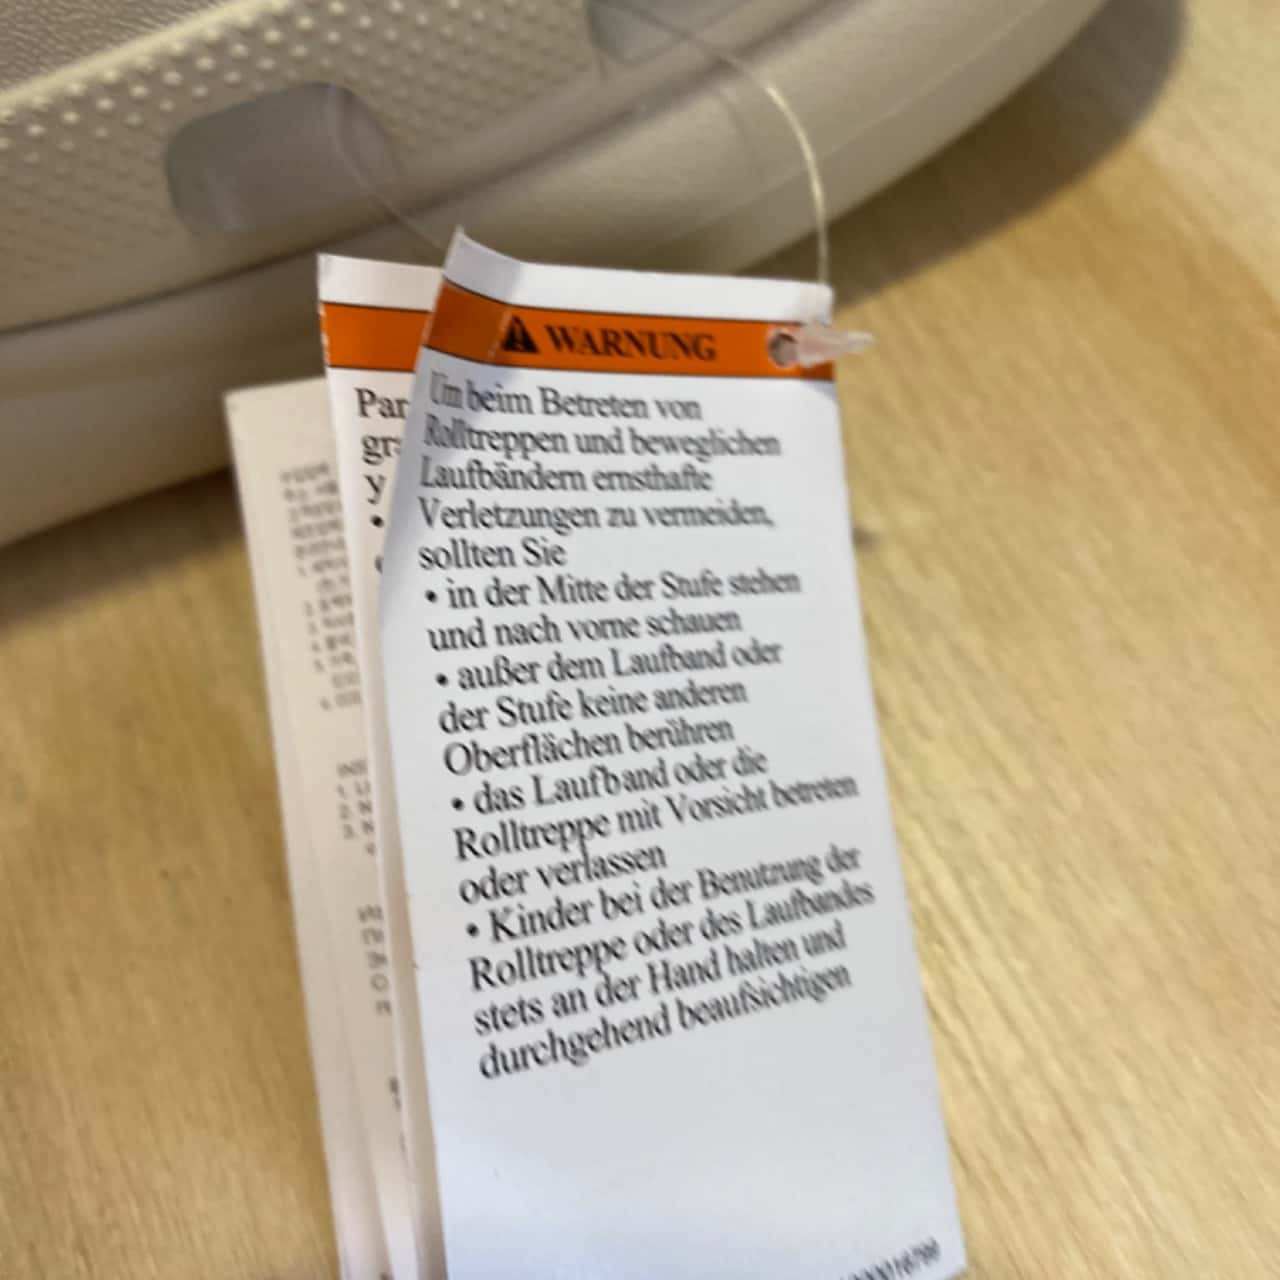 WARNUNG
Um beim Betreten von
Rolltreppen und beweglichen
Laufbändern ernsthafte
Verletzungen zu vermeiden,
sollten Sie
• in der Mitte der Stufe stehen
und nach vorne schauen
• außer dem Laufband oder
der Stufe keine anderen
Oberflächen berühren
• das Laufband oder die
Rolltreppe mit Vorsicht betreten
oder verlassen
• Kinder bei der Benutzung der
Rolltreppe oder des Laufbandes
stets an der Hand halten und
durchgehend beaufsichtigen
Par
gra
y